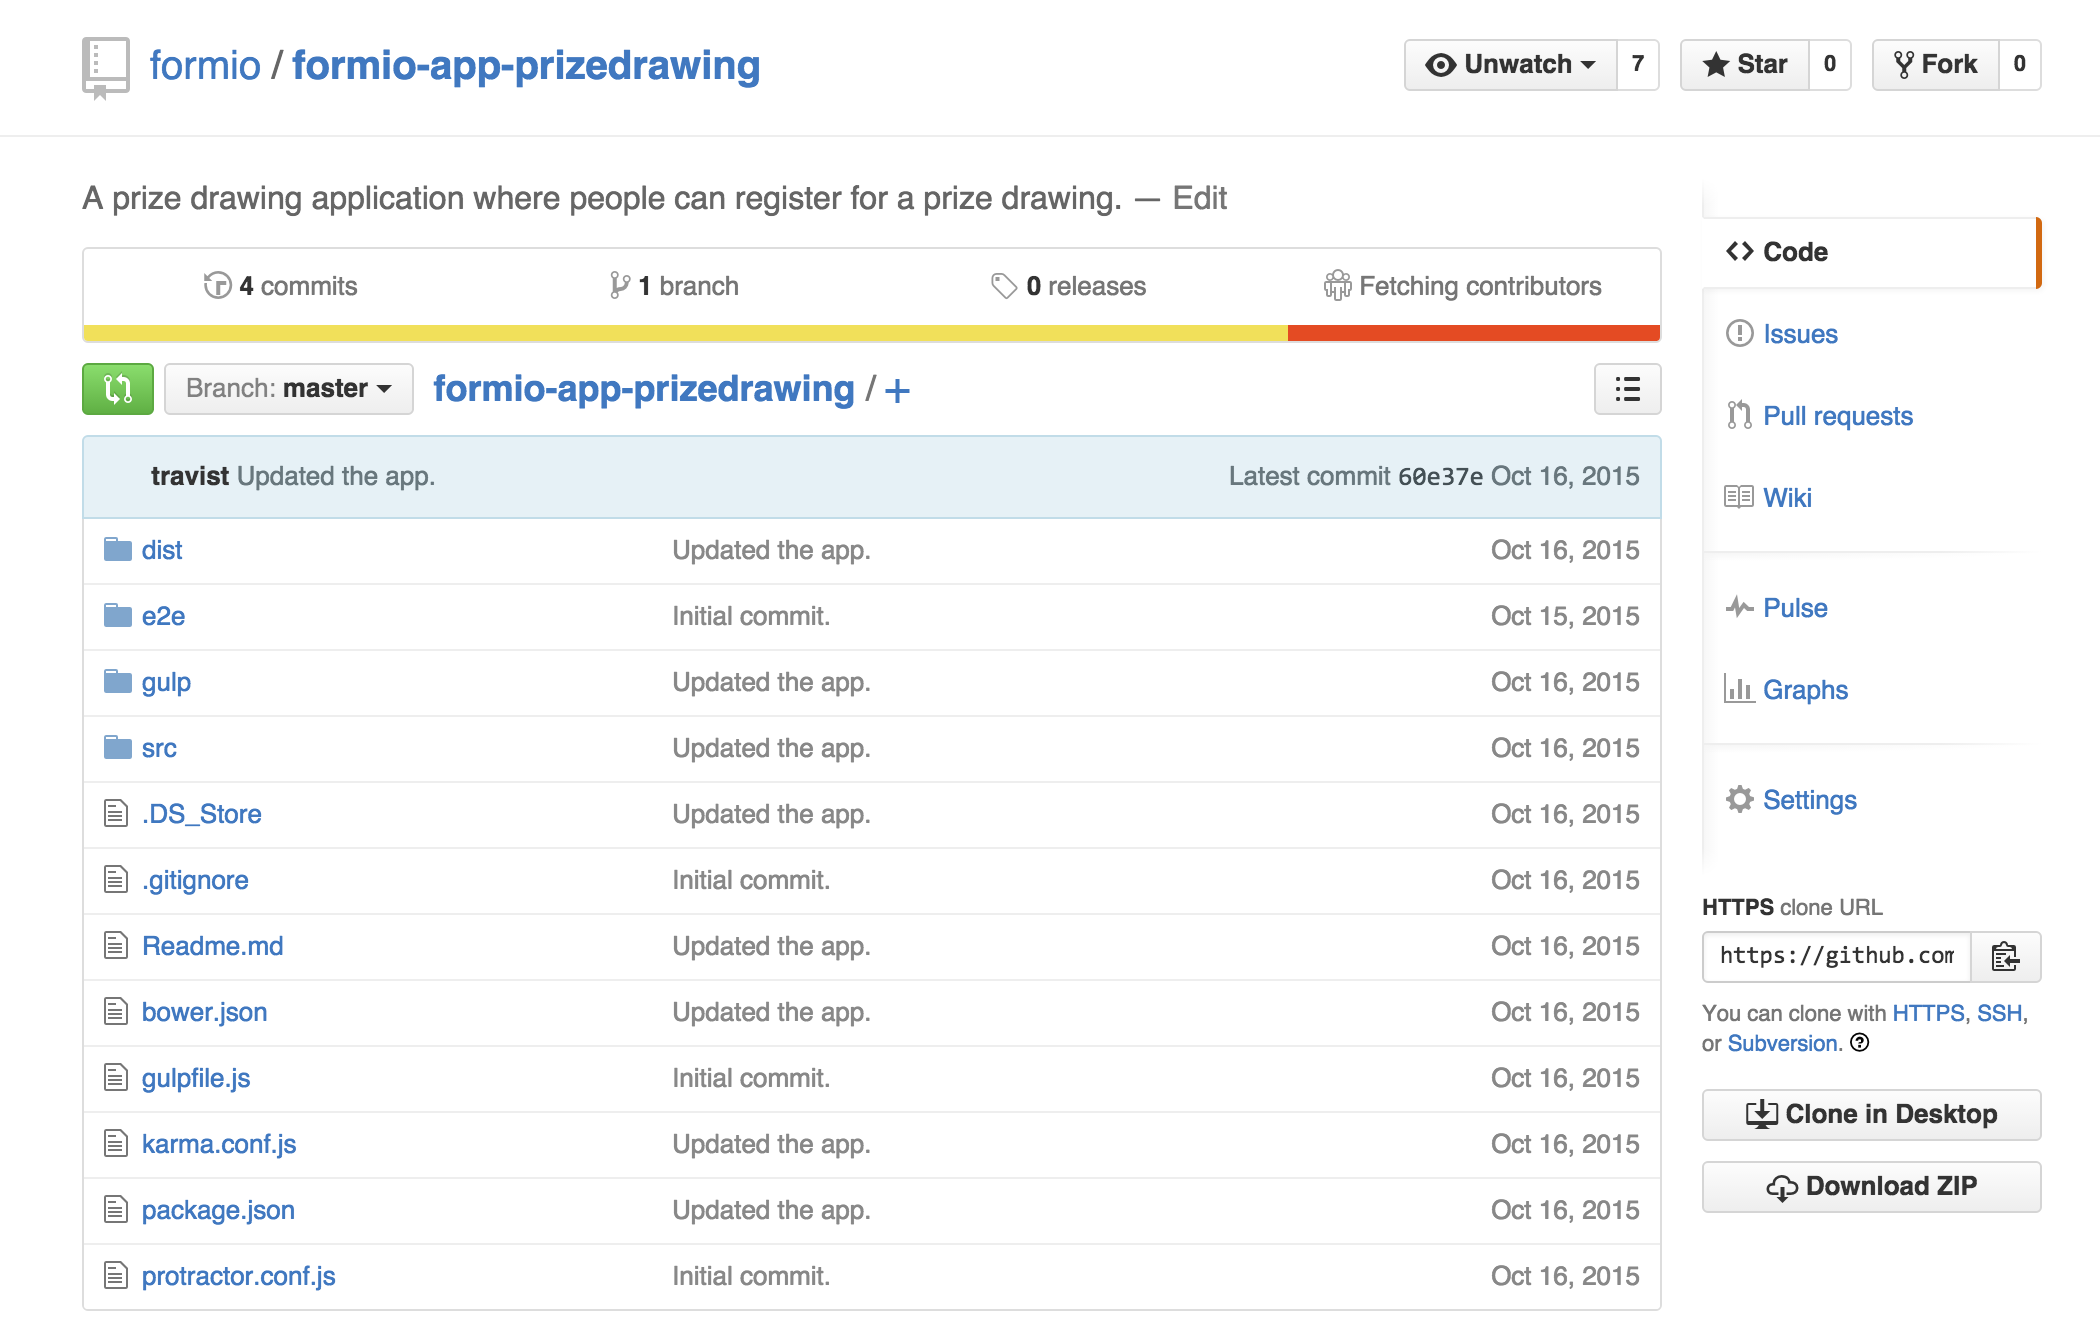 formio / formio-app-prizedrawing
Unwatch 7 Star 0 Fork 0
A prize drawing application where people can register for a prize drawing. — Edit
4 commits 1 branch 0 releases Fetching contributors
Branch: master formio-app-prizedrawing / +
travist Updated the app. Latest commit 60e37e Oct 16, 2015
dist Updated the app. Oct 16, 2015
e2e Initial commit. Oct 15, 2015
gulp Updated the app. Oct 16, 2015
src Updated the app. Oct 16, 2015
.DS_Store Updated the app. Oct 16, 2015
.gitignore Initial commit. Oct 16, 2015
Readme.md Updated the app. Oct 16, 2015
bower.json Updated the app. Oct 16, 2015
gulpfile.js Initial commit. Oct 16, 2015
karma.conf.js Updated the app. Oct 16, 2015
package.json Updated the app. Oct 16, 2015
protractor.conf.js Initial commit. Oct 16, 2015
Code
Issues
Pull requests
Wiki
Pulse
Graphs
Settings
HTTPS clone URL
https://github.com
You can clone with HTTPS, SSH,
or Subversion.
Clone in Desktop
Download ZIP